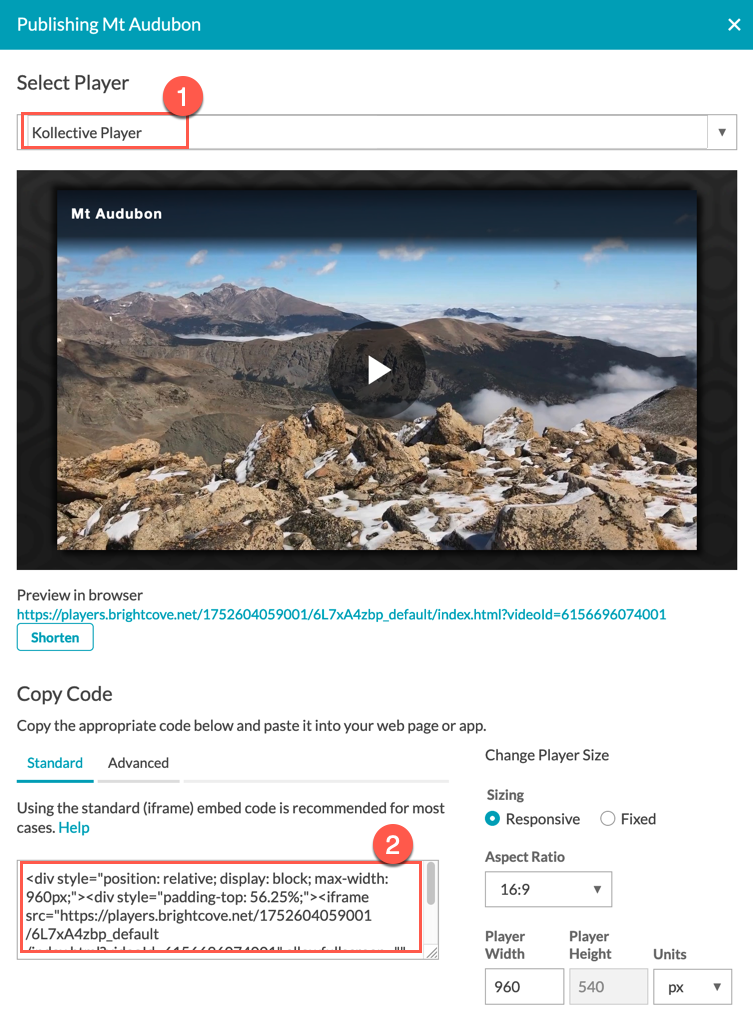 Publishing Mt Audubon
Select Player
1
Kollective Player
Mt Audubon
Preview in browser
https://players.brightcove.net/1752604059001/6L7xA4zbp_default/index.html?videoId=6156696074001
Shorten
Copy Code
Copy the appropriate code below and paste it into your web page or app.
Standard Advanced
Using the standard (iframe) embed code is recommended for most
cases. Help
2
<div style="position: relative; display: block; max-width:
960px;"><div style="padding-top: 56.25%;"><iframe
src="https://players.brightcove.net/1752604059001
/6L7xA4zbp_default
/index.html?videoId=6156696074001" allowfullscreen=""
Change Player Size
Sizing
Responsive Fixed
Aspect Ratio
16:9
Player Width
Player Height
Units
960
540
px